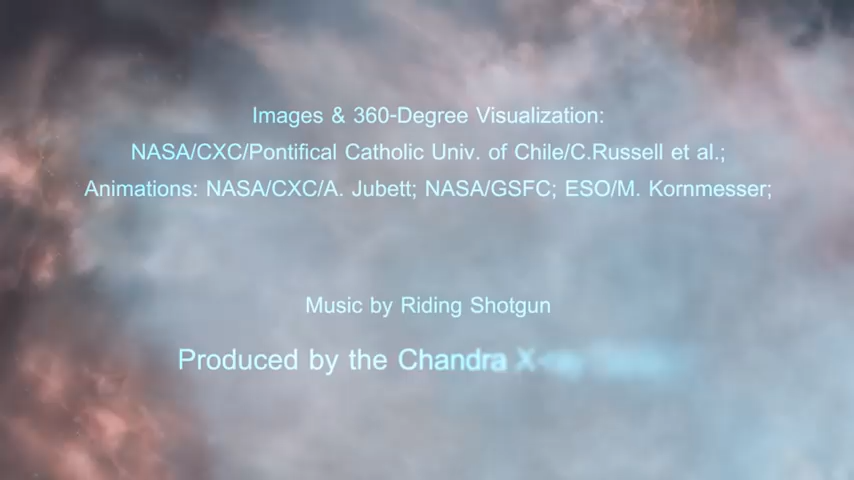 Images & 360-Degree Visualization:
NASA/CXC/Pontifical Catholic Univ. of Chile/C.Russell et al.;
Animations: NASA/CXC/A. Jubett; NASA/GSFC; ESO/M. Kornmesser;
Music by Riding Shotgun
Produced by the Chandra X-ray